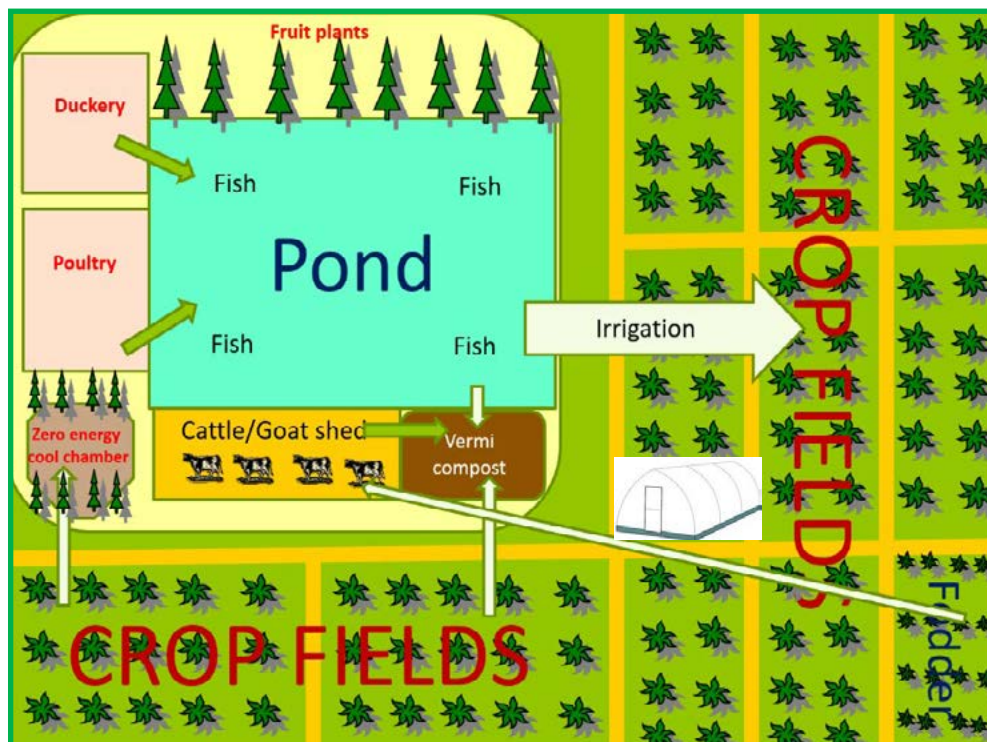 Fruit plants
Duckery
Fish
Fish
Poultry
Pond
Fish
Fish
Irrigation
CROP FIELDS
Zero energy
cool chamber
Cattle/Goat shed
Vermi
compost
CROP FIELDS
Fodder